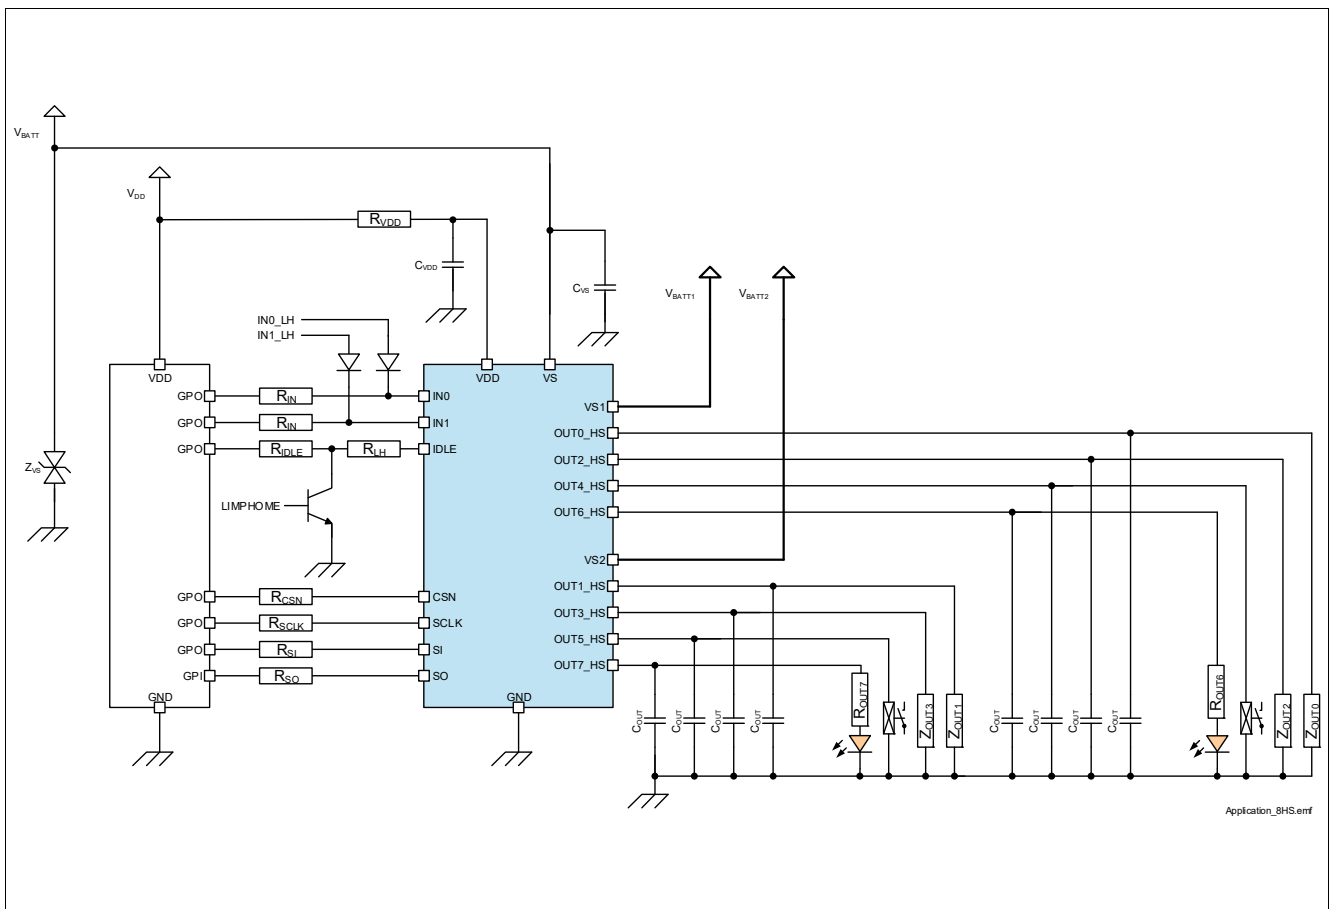 VBATT
VDD
RVDD
CVDD
CVS
VBATT1
VBATT2
IN0_LH
IN1_LH
VDD
VDD
VS
GPO
RIN
IN0
VS1
GPO
RIN
IN1
OUT0_HS
GPO
RIDLE
RLH
IDLE
OUT2_HS
ZVS
OUT4_HS
LIMPHOME
OUT6_HS
VS2
OUT1_HS
GPO
RCSN
CSN
OUT3_HS
GPO
RSCLK
SCLK
OUT5_HS
GPO
RSI
SI
OUT7_HS
GPI
RSO
SO
GND
GND
COUT
COUT
COUT
COUT
ROUT7
ZOUT3
ZOUT1
COUT
COUT
COUT
COUT
ROUT6
ZOUT2
ZOUT0
Application_8HS.emf